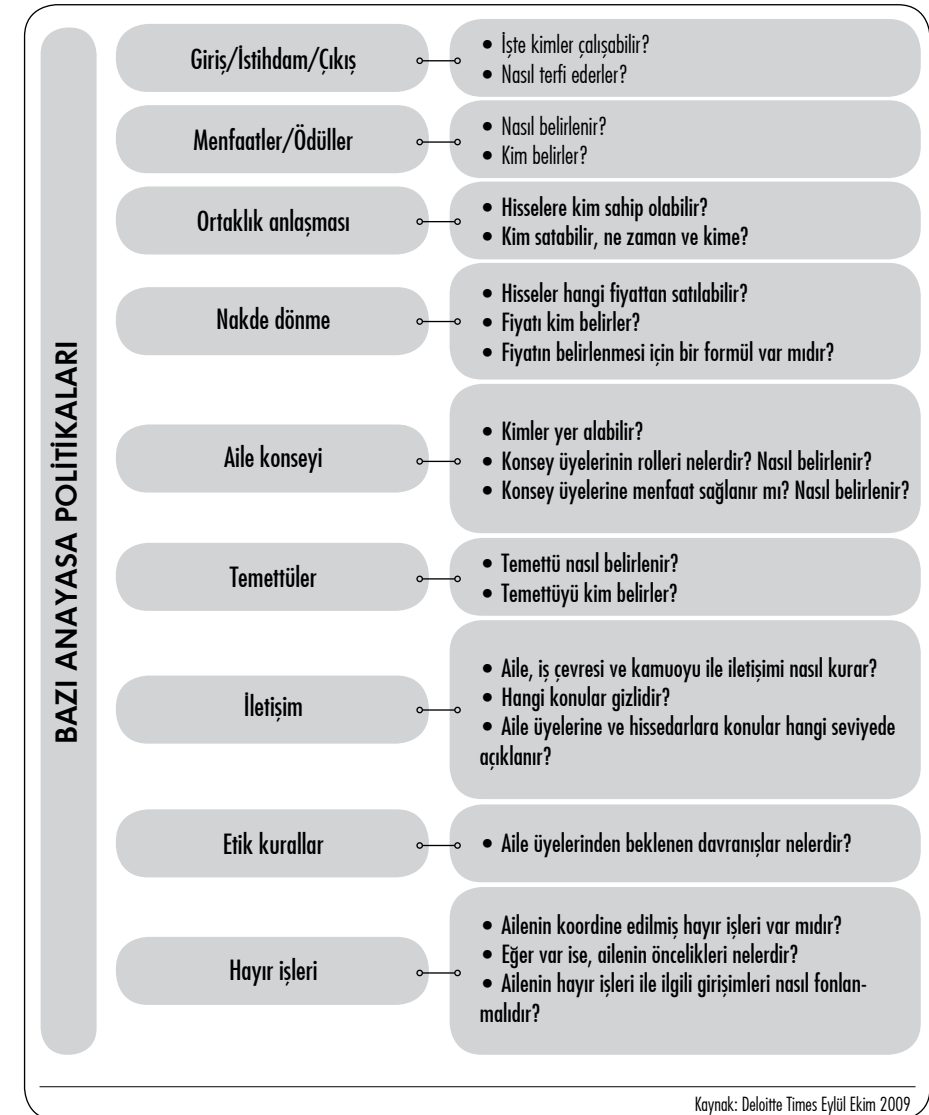 BAZI ANAYASA POLİTİKALARI
Giriş/İstihdam/Çıkış
• İşte kimler çalışabilir?
• Nasıl terfi ederler?
Menfaatler/Ödüller
• Nasıl belirlenir?
• Kim belirler?
Ortaklık anlaşması
• Hisselere kim sahip olabilir?
• Kim satabilir, ne zaman ve kime?
Nakde dönme
• Hisseler hangi fiyattan satılabilir?
• Fiyatı kim belirler?
• Fiyatın belirlenmesi için bir formül var mıdır?
Aile konseyi
• Kimler yer alabilir?
• Konsey üyelerinin rolleri nelerdir? Nasıl belirlenir?
• Konsey üyelerine menfaat sağlanır mı? Nasıl belirlenir?
Temettüler
• Temettü nasıl belirlenir?
• Temettüyü kim belirler?
İletişim
• Aile, iş çevresi ve kamuoyu ile iletişimi nasıl kurar?
• Hangi konular gizlidir?
• Aile üyelerine ve hissedarlara konular hangi seviyede
açıklanır?
Etik kurallar
• Aile üyelerinden beklenen davranışlar nelerdir?
Hayır işleri
• Ailenin koordine edilmiş hayır işleri var mıdır?
• Eğer var ise, ailenin öncelikleri nelerdir?
• Ailenin hayır işleri ile ilgili girişimleri nasıl fonlan-
malıdır?
Kaynak: Deloitte Times Eylül Ekim 2009